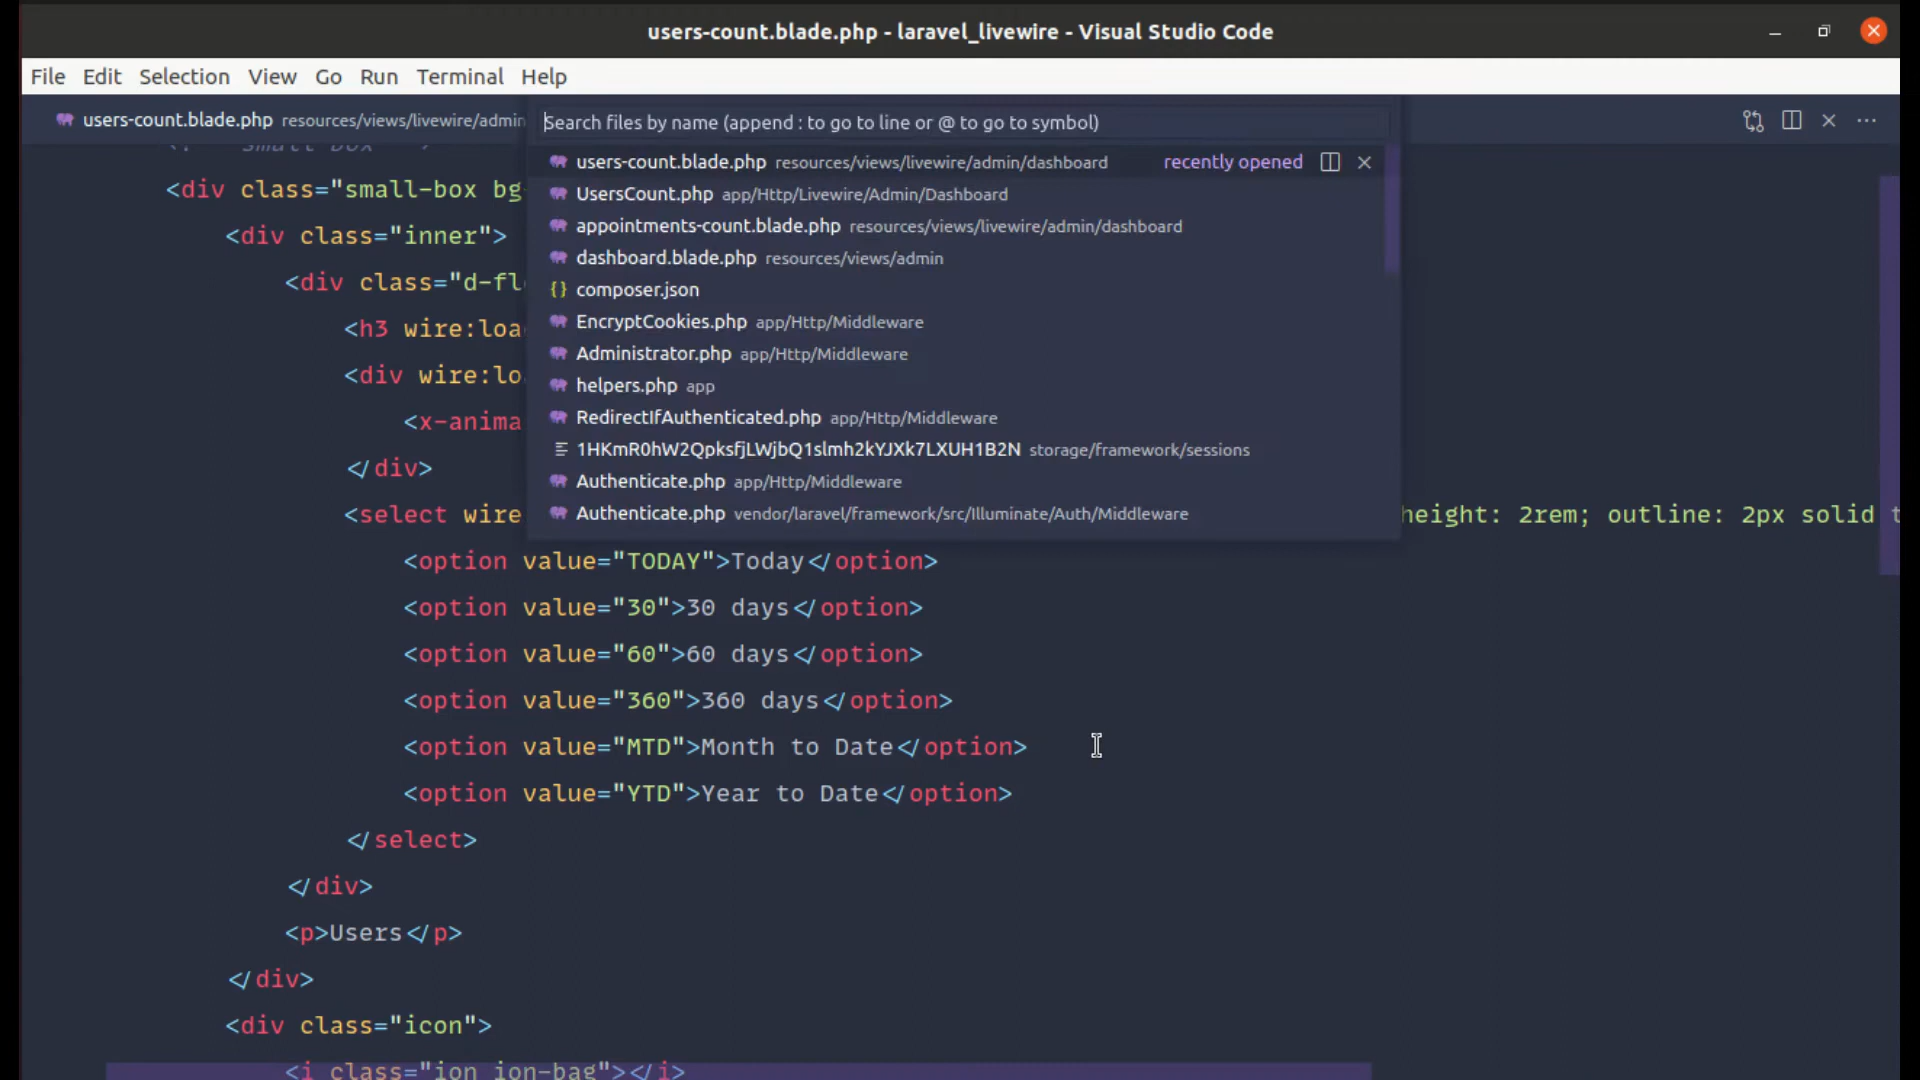 users-count.blade.php - laravel_livewire - Visual Studio Code
File Edit Selection View Go Run Terminal Help
users-count.blade.php resources/views/livewire/admin
Search files by name (append : to go to line or @ to go to symbol)
users-count.blade.php resources/views/livewire/admin/dashboard recently opened
UsersCount.php app/Http/Livewire/Admin/Dashboard
appointments-count.blade.php resources/views/livewire/admin/dashboard
dashboard.blade.php resources/views/admin
{} composer.json
EncryptCookies.php app/Http/Middleware
Administrator.php app/Http/Middleware
helpers.php app
RedirectIfAuthenticated.php app/Http/Middleware
1HKmR0hW2QpksfjLWjbQ1slmh2kYJXk7LXUH1B2N storage/framework/sessions
Authenticate.php app/Http/Middleware
Authenticate.php vendor/laravel/framework/src/Illuminate/Auth/Middleware
<div class="small-box bg
<div class="inner">
<div class="d-fl
<h3 wire:loa
<div wire:lo
<x-anima
</div>
<select wire height: 2rem; outline: 2px solid t
<option value="TODAY">Today</option>
<option value="30">30 days</option>
<option value="60">60 days</option>
<option value="360">360 days</option>
<option value="MTD">Month to Date</option>
<option value="YTD">Year to Date</option>
</select>
</div>
<p>Users</p>
</div>
<div class="icon">
<i class="ion ion-bag"></i>